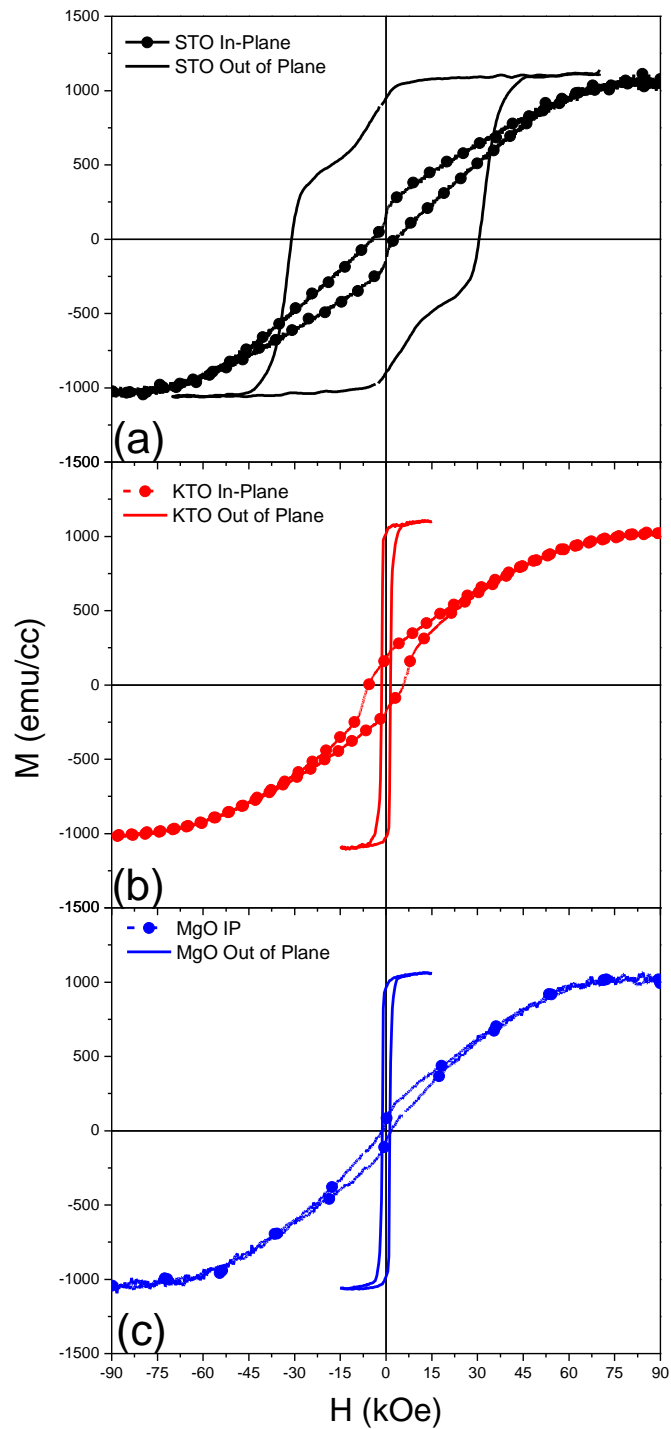 1500
STO In-Plane
STO Out of Plane
1000
500
0
-500
-1000
(a)
-1500
KTO In-Plane
KTO Out of Plane
1000
500
0
-500
-1000
(b)
-1500
MgO IP
MgO Out of Plane
1000
500
0
-500
-1000
(c)
-1500
-90 -75 -60 -45 -30 -15 0 15 30 45 60 75 90
M (emu/cc)
H (kOe)